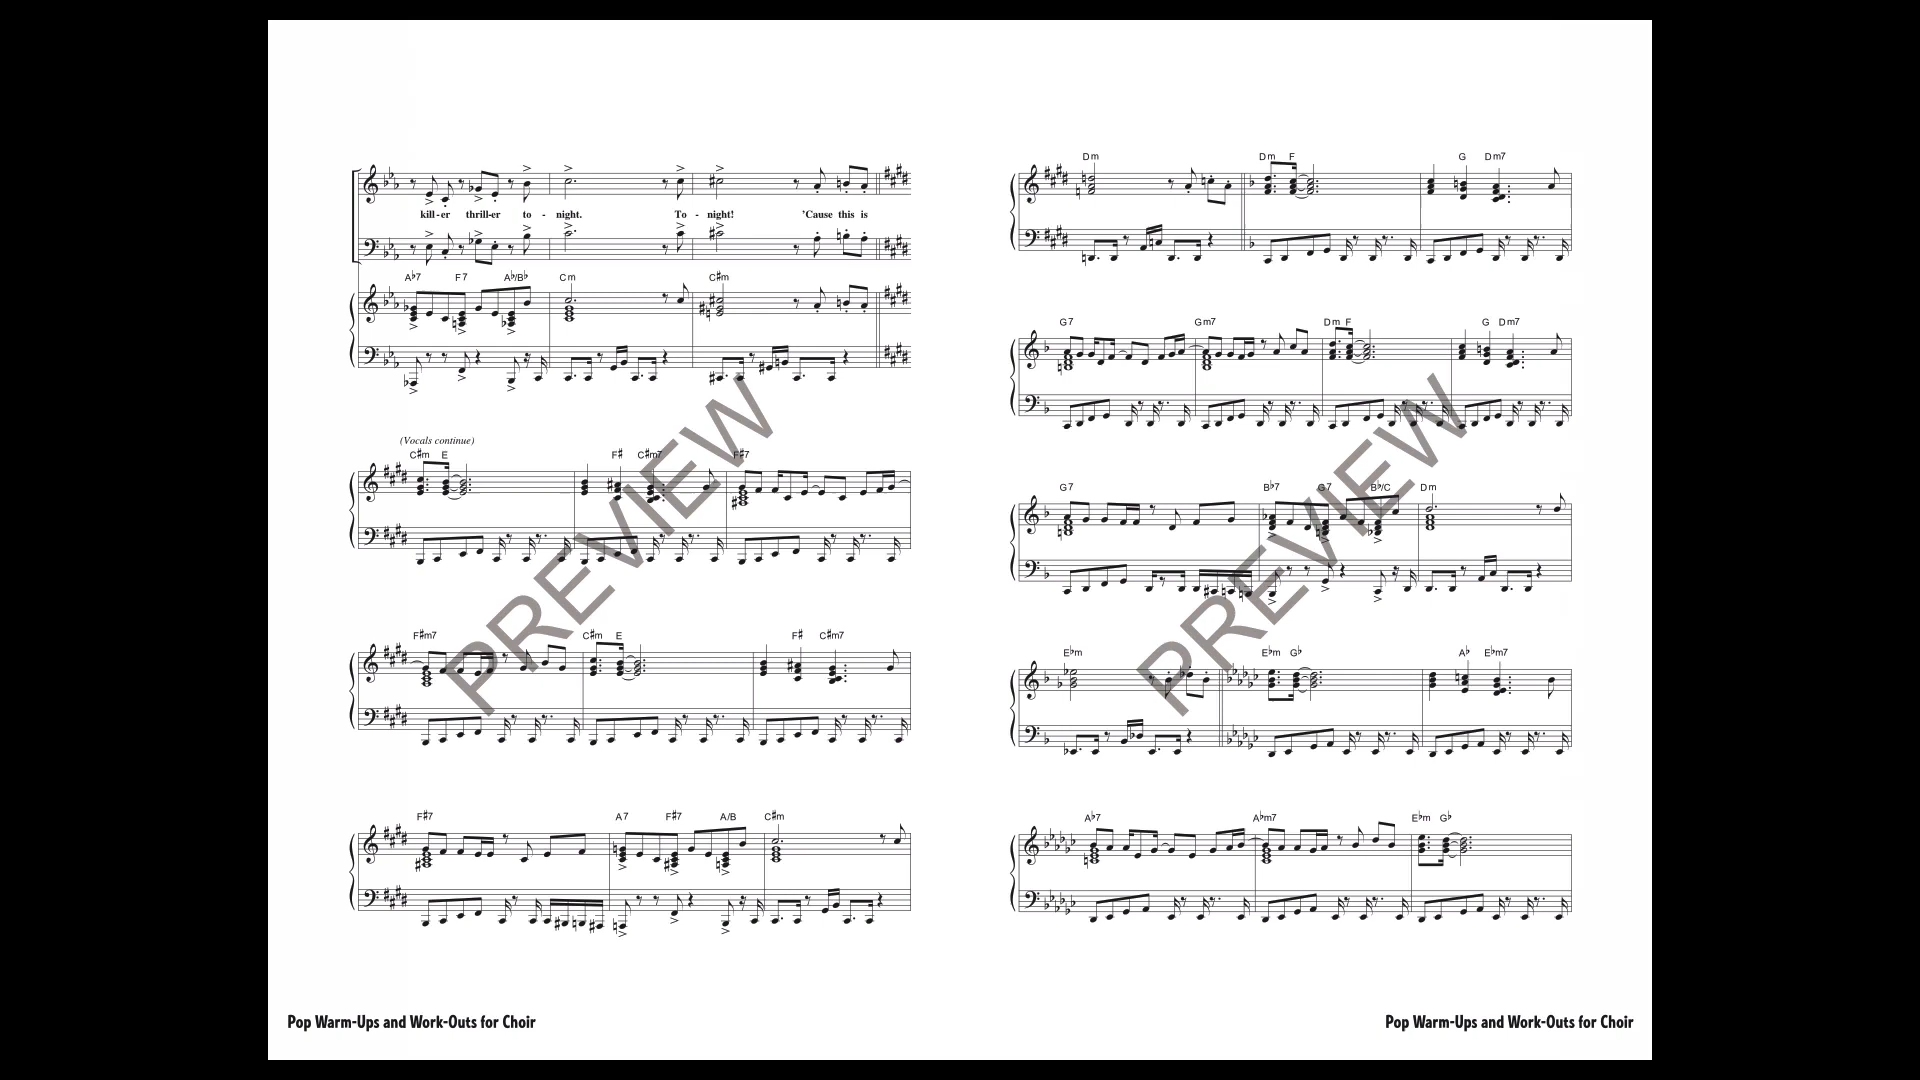 kill-er thrill-er to - night. To - night! 'Cause this is
A♭7 F7 A♭/B♭ Cm C♯m
(Vocals continue)
C♯m E F♯ C♯m7 F♯7
F♯m7 C♯m E F♯ C♯m7
F♯7 A7 F♯7 A/B C♯m
PREVIEW
Pop Warm-Ups and Work-Outs for Choir
Dm Dm F G Dm7
G7 Gm7 Dm F G Dm7
G7 B♭7 G7 B♭/C Dm
E♭m E♭m G♭ A♭ E♭m7
A♭7 A♭m7 E♭m G♭
PREVIEW
Pop Warm-Ups and Work-Outs for Choir